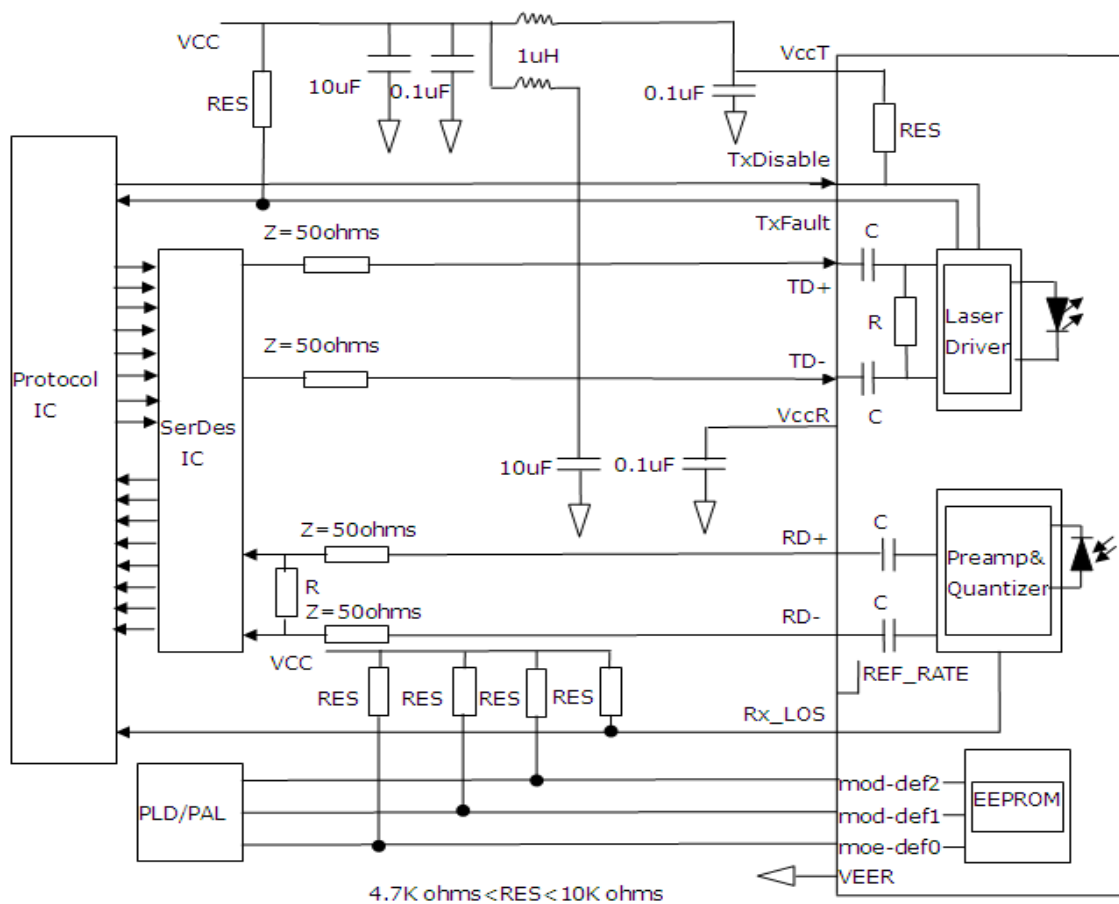 VCC
1uH
VccT
10uF
0.1uF
0.1uF
RES
RES
TxDisable
TxFault
Z=50ohms
C
TD+
R
Laser
Driver
Z=50ohms
TD-
C
Protocol
IC
SerDes
IC
VccR
10uF
0.1uF
Z=50ohms
RD+
C
Preamp&
Quantizer
R
Z=50ohms
RD-
C
VCC
RES
RES
RES
RES
REF_RATE
Rx_LOS
PLD/PAL
mod-def2
mod-def1
moe-def0
EEPROM
VEER
4.7K ohms<RES<10K ohms